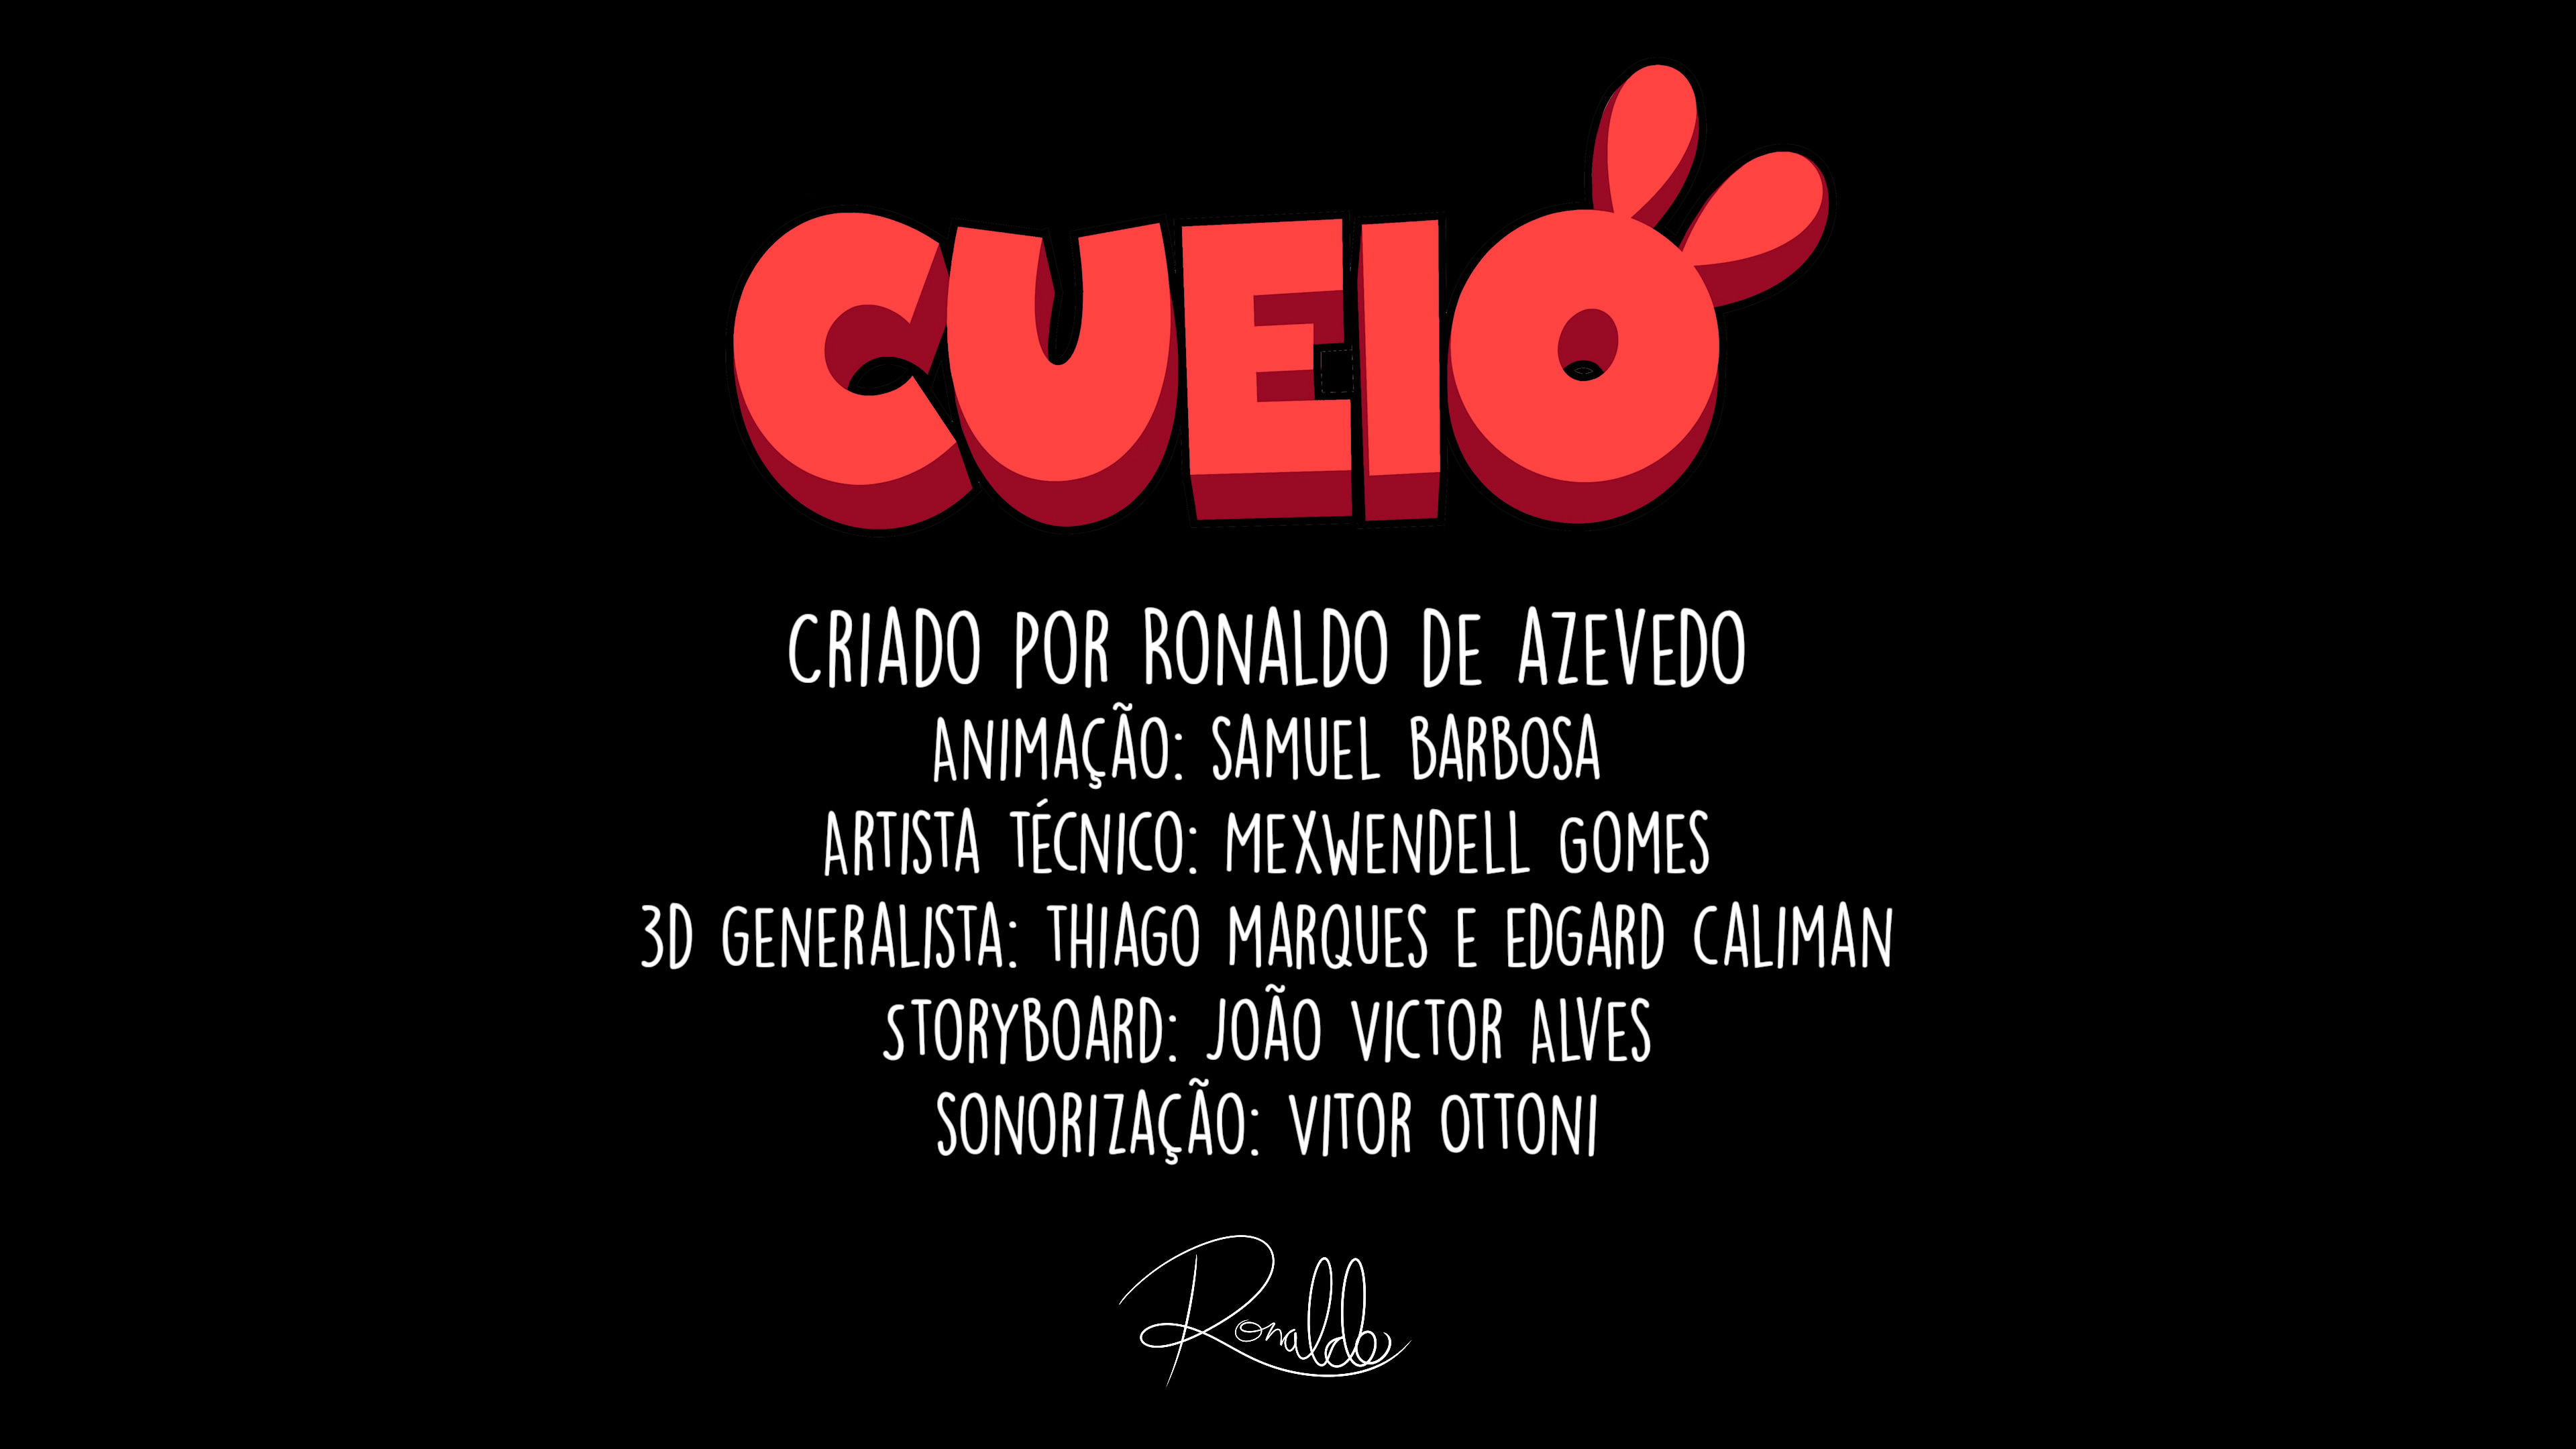 CUEIO
CRIADO POR RONALDO DE AZEVEDO
ANIMAÇÃO: SAMUEL BARBOSA
ARTISTA TÉCNICO: MEXWENDELL GOMES
3D GENERALISTA: THIAGO MARQUES E EDGARD CALIMAN
STORYBOARD: JOÃO VICTOR ALVES
SONORIZAÇÃO: VITOR OTTONI
Ronaldo